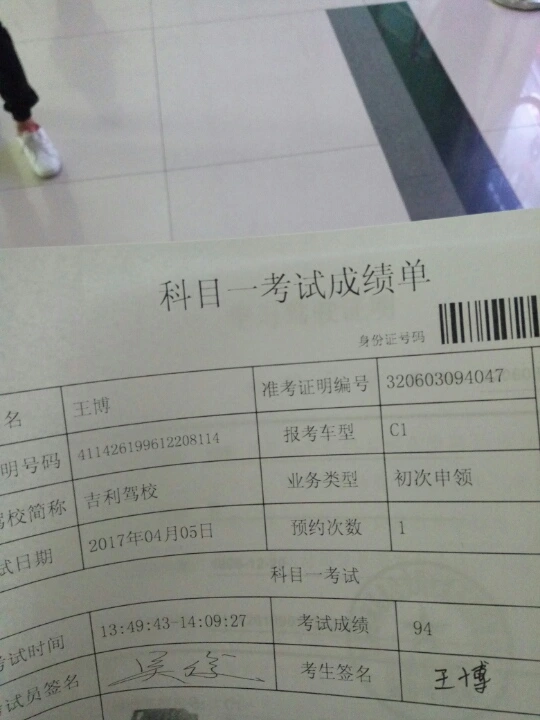 科目一考试成绩单
身份证号码
名 王博 准考证明编号 320603094047
明号码 411426199612208114 报考车型 C1
驾校简称 吉利驾校 业务类型 初次申领
试日期 2017年04月05日 预约次数 1
科目一考试
考试时间 13:49:43-14:09:27 考试成绩 94
考试员签名 考生签名 王博